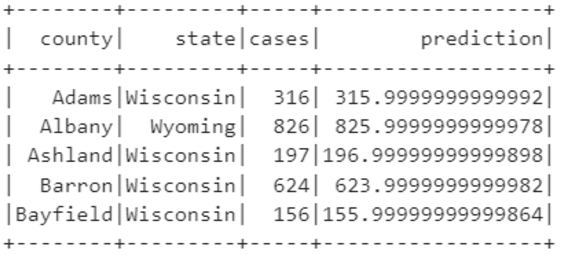 +--------+---------+-----+------------------+
|  county|    state|cases|        prediction|
+--------+---------+-----+------------------+
|   Adams|Wisconsin|  316| 315.9999999999992|
|  Albany|  Wyoming|  826| 825.9999999999978|
| Ashland|Wisconsin|  197|196.99999999999898|
|  Barron|Wisconsin|  624| 623.9999999999982|
|Bayfield|Wisconsin|  156|155.99999999999864|
+--------+---------+-----+------------------+